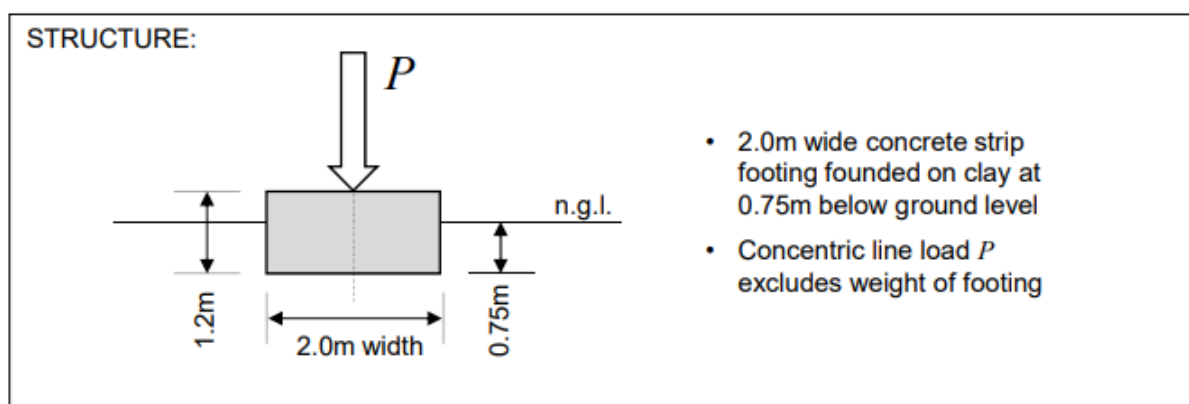 STRUCTURE:
P
n.g.l.
1.2m
2.0m width
0.75m
• 2.0m wide concrete strip
footing founded on clay at
0.75m below ground level
• Concentric line load P
excludes weight of footing